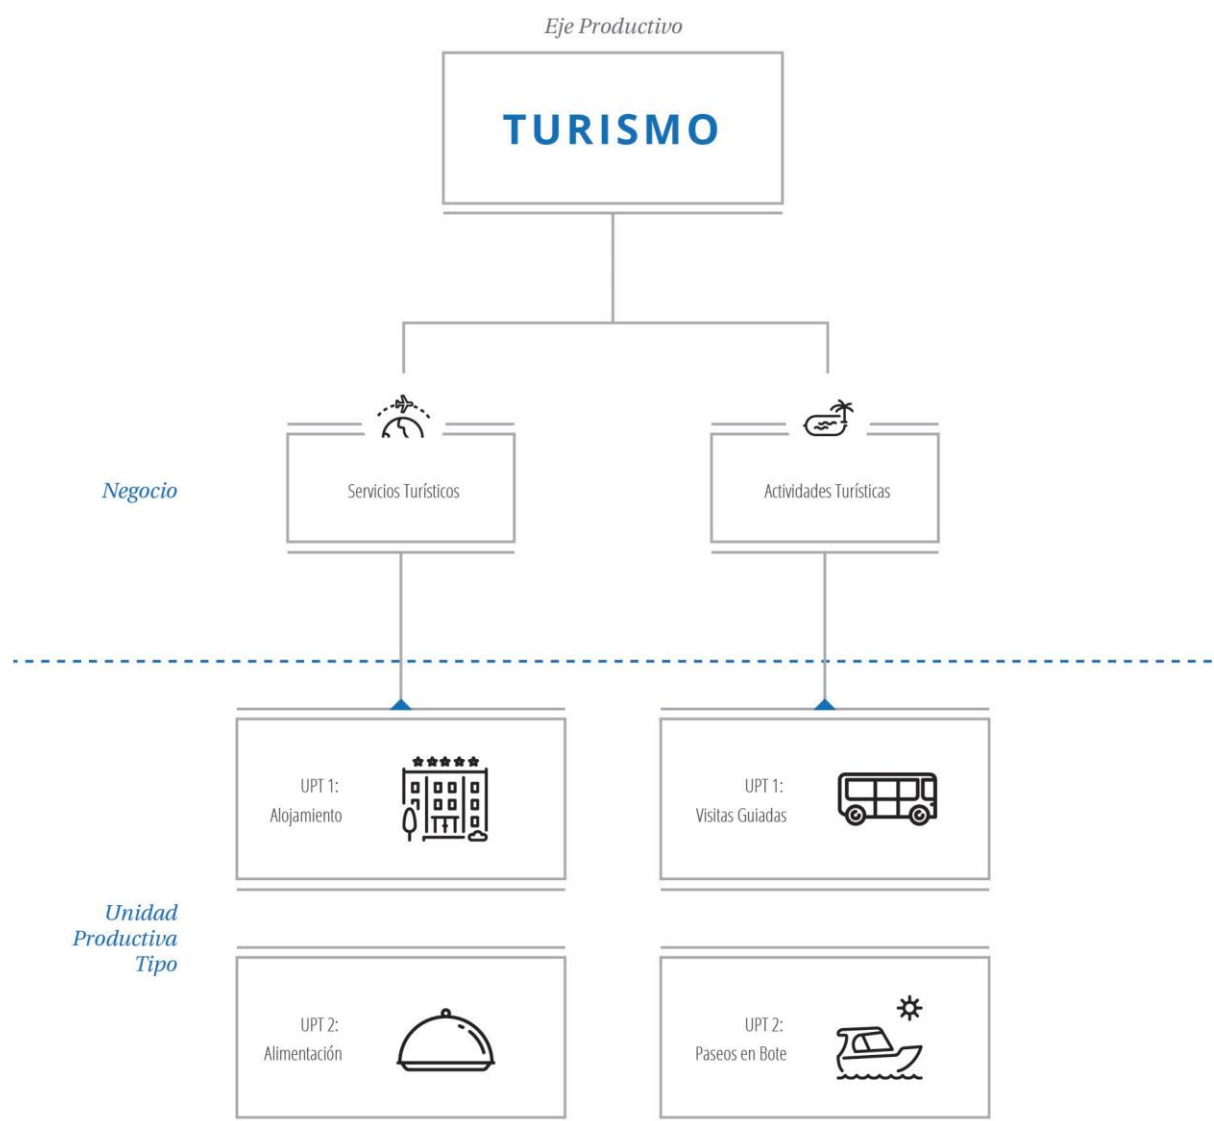 Eje Productivo
TURISMO
Negocio
Servicios Turísticos
Actividades Turísticas
UPT 1:
Alojamiento
UPT 1:
Visitas Guiadas
Unidad
Productiva
Tipo
UPT 2:
Alimentación
UPT 2:
Paseos en Bote